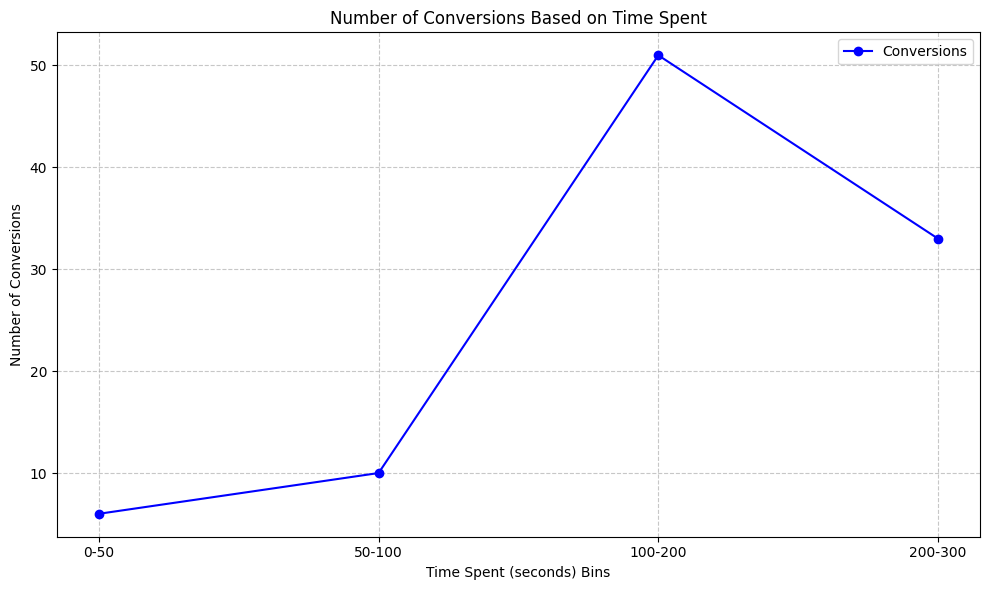 Number of Conversions Based on Time Spent
Conversions
Number of Conversions
50
40
30
20
10
0-50 50-100 100-200 200-300
Time Spent (seconds) Bins